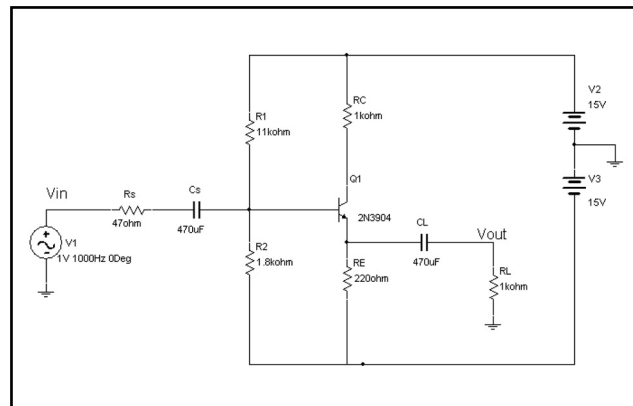 V2
15V
RC
1kohm
R1
11kohm
V3
15V
Q1
2N3904
Vin
Rs
47ohm
Cs
470uF
V1
1V 1000Hz 0Deg
R2
1.8kohm
CL
470uF
Vout
RE
220ohm
RL
1kohm